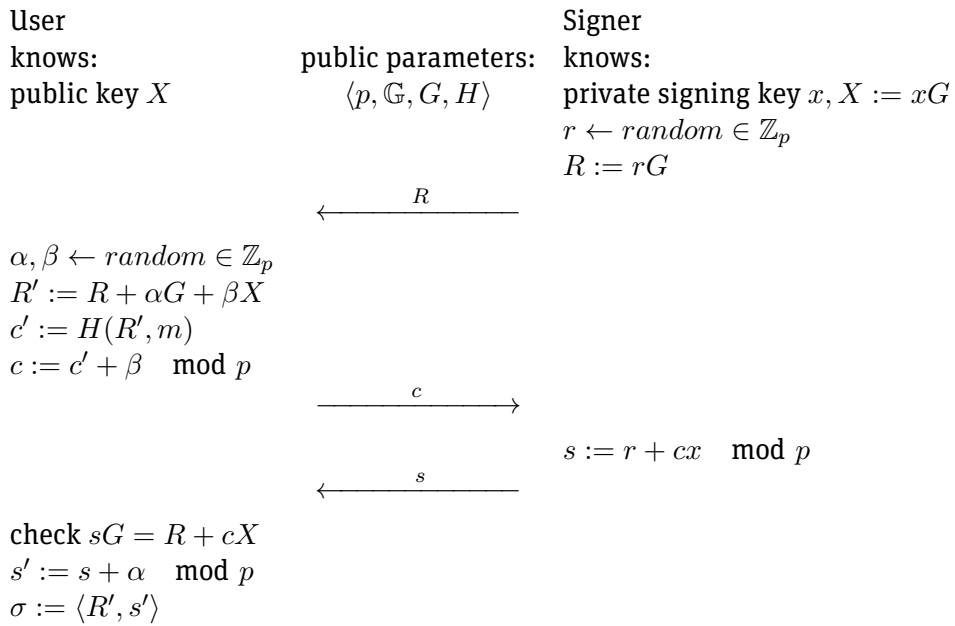 User Signer
knows: public parameters: knows:
public key X ⟨p, 𝔾, G, H⟩ private signing key x, X := xG
r ← random ∈ ℤ_p
R := rG
R
α, β ← random ∈ ℤ_p
R′ := R + αG + βX
c′ := H(R′, m)
c := c′ + β mod p
c
s := r + cx mod p
s
check sG = R + cX
s′ := s + α mod p
σ := ⟨R′, s′⟩